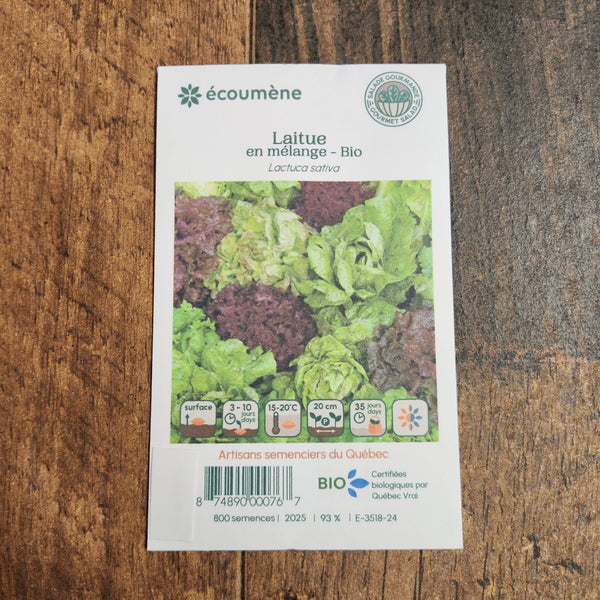 écoumène
SALADE GOURMANDE
GOURMET SALAD
Laitue
en mélange - Bio
Lactuca sativa
surface
3 - 10
jours
days
15-20°C
20 cm
P
35 jours
days
Artisans semenciers du Québec
BIO
Certifiées
biologiques par
Québec Vrai
8 74890 00076 7
800 semences | 2025 | 93 % | E-3518-24